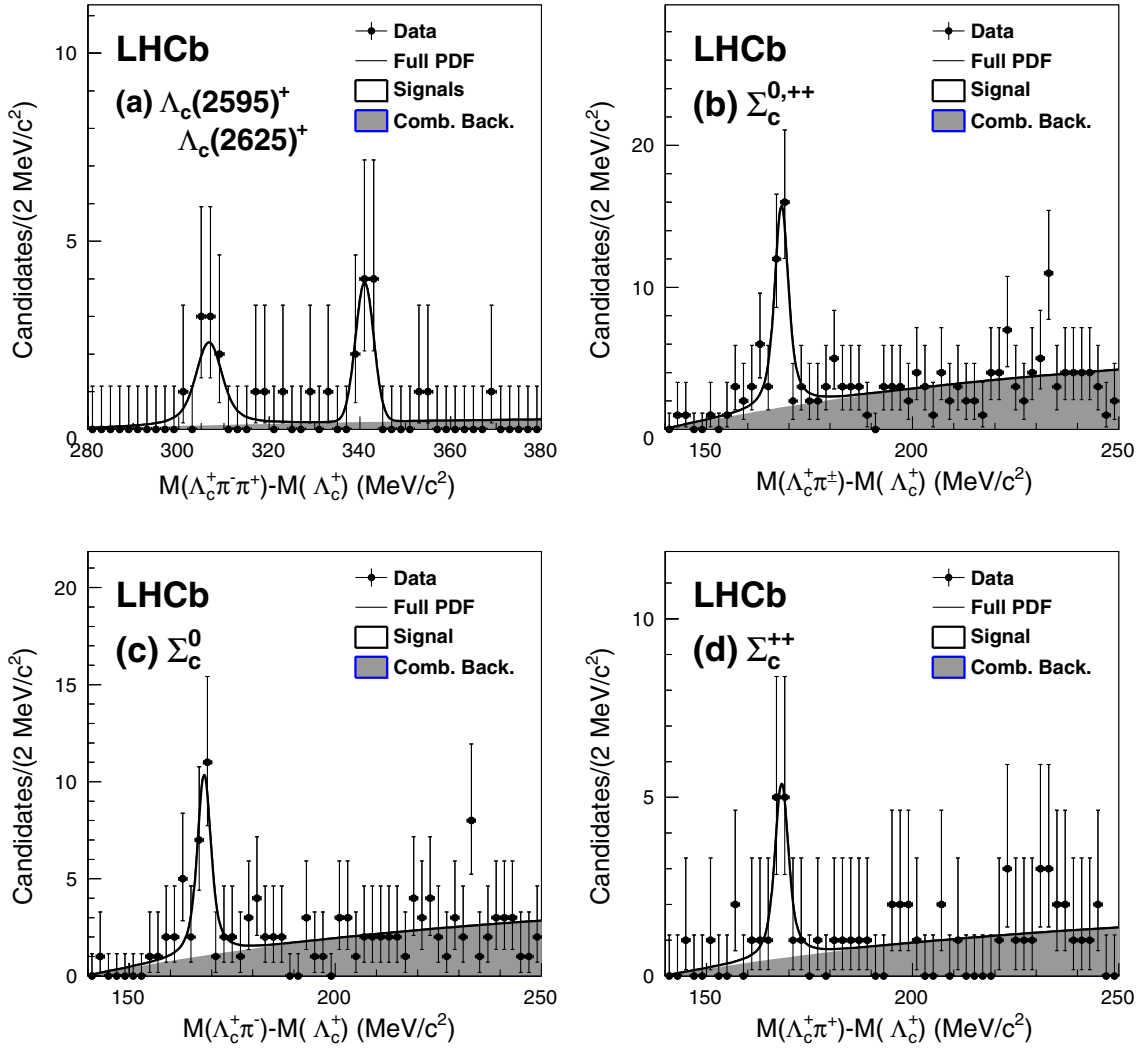 LHCb
(a) Λc(2595)+
Λc(2625)+
Data
Full PDF
Signals
Comb. Back.
Candidates/(2 MeV/c²)
10
5
0
280 300 320 340 360 380
M(Λc+π-π+)-M( Λc+) (MeV/c²)
LHCb
(b) Σc0,++
Data
Full PDF
Signal
Comb. Back.
Candidates/(2 MeV/c²)
20
10
0
150 200 250
M(Λc+π±)-M( Λc+) (MeV/c²)
LHCb
(c) Σc0
Data
Full PDF
Signal
Comb. Back.
Candidates/(2 MeV/c²)
20
15
10
5
0
150 200 250
M(Λc+π-)-M( Λc+) (MeV/c²)
LHCb
(d) Σc++
Data
Full PDF
Signal
Comb. Back.
Candidates/(2 MeV/c²)
10
5
0
150 200 250
M(Λc+π+)-M( Λc+) (MeV/c²)